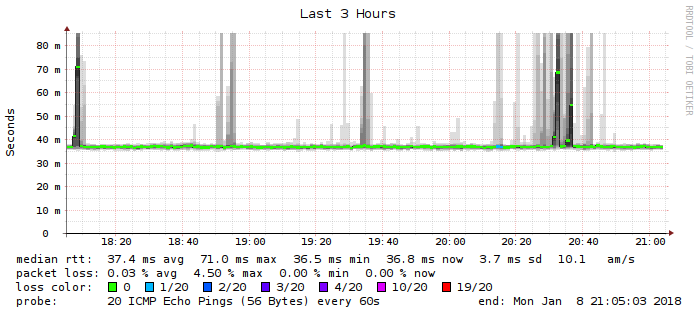 Last 3 Hours
RRDTOOL / TOBI OETIKER
Seconds
80 m
70 m
60 m
50 m
40 m
30 m
20 m
10 m
0
18:20 18:40 19:00 19:20 19:40 20:00 20:20 20:40 21:00
median rtt: 37.4 ms avg 71.0 ms max 36.5 ms min 36.8 ms now 3.7 ms sd 10.1 am/s
packet loss: 0.03 % avg 4.50 % max 0.00 % min 0.00 % now
loss color: 0 1/20 2/20 3/20 4/20 10/20 19/20
probe: 20 ICMP Echo Pings (56 Bytes) every 60s end: Mon Jan 8 21:05:03 2018